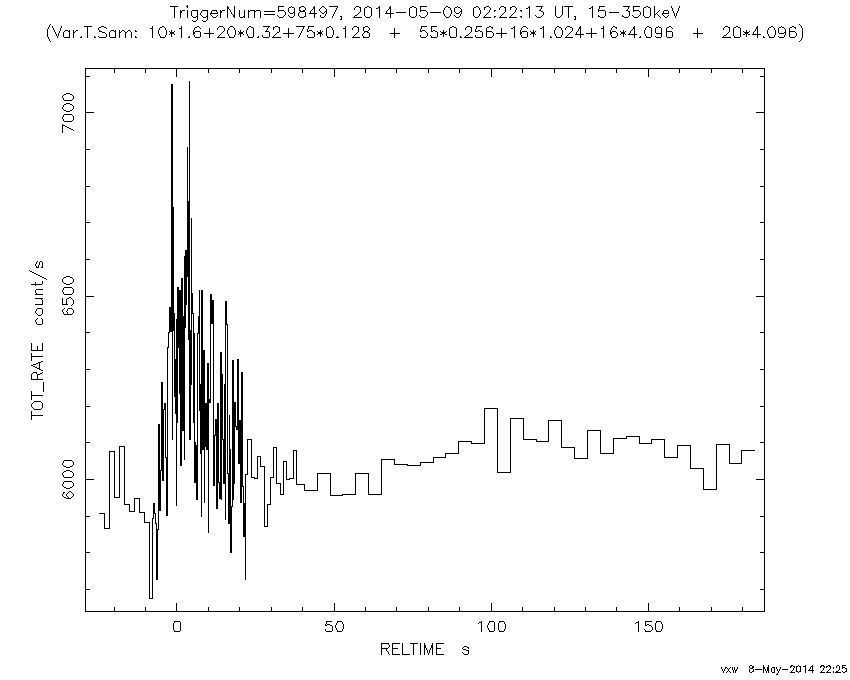 TriggerNum=598497, 2014-05-09 02:22:13 UT, 15-350keV
(Var.T.Sam: 10*1.6+20*0.32+75*0.128 + 55*0.256+16*1.024+16*4.096 + 20*4.096)
TOT_RATE count/s
7000
6500
6000
0 50 100 150
RELTIME s
vxw 8-May-2014 22:25